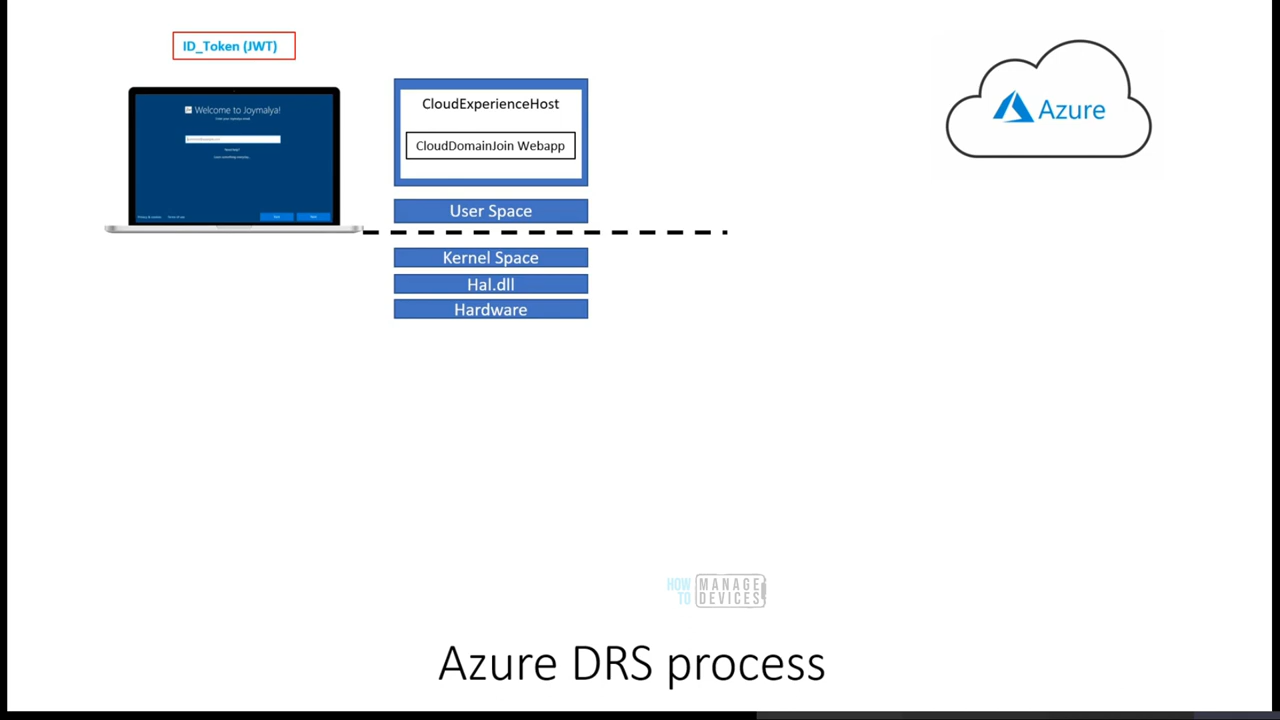 ID_Token (JWT)
Welcome to Joymalya!
CloudExperienceHost
CloudDomainJoin Webapp
Azure
User Space
Kernel Space
Hal.dll
Hardware
HOW TO
MANAGE
DEVICES
Azure DRS process